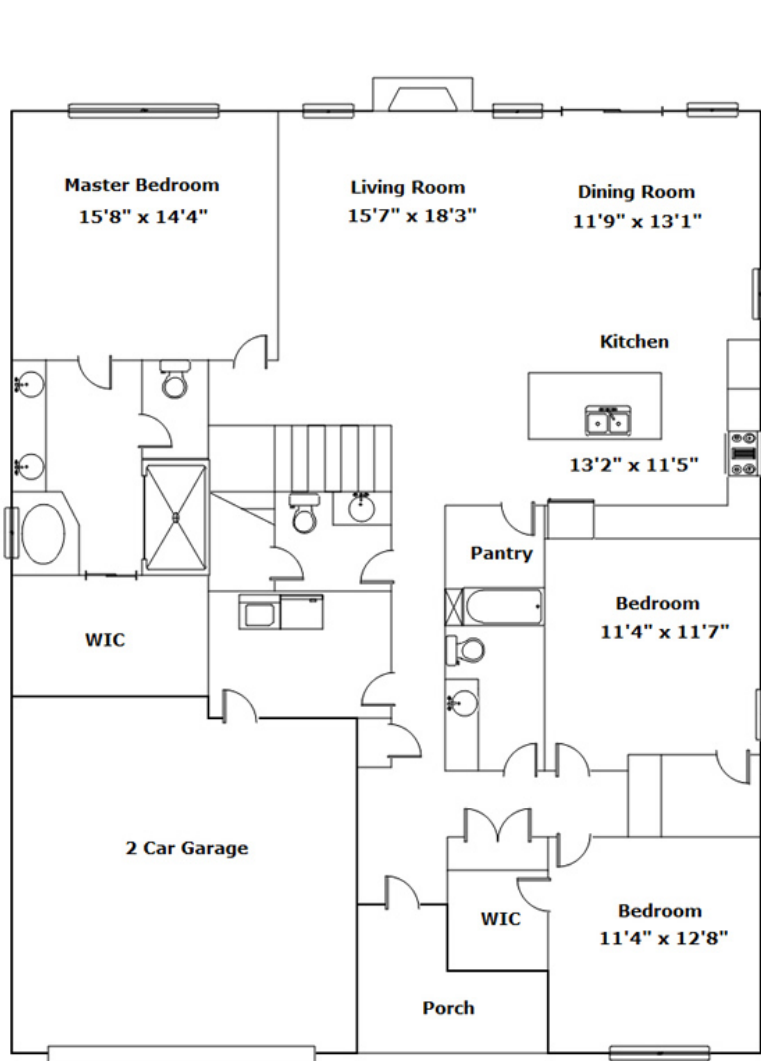 Master Bedroom
15'8" x 14'4"
Living Room
15'7" x 18'3"
Dining Room
11'9" x 13'1"
Kitchen
13'2" x 11'5"
Pantry
Bedroom
11'4" x 11'7"
WIC
2 Car Garage
WIC
Bedroom
11'4" x 12'8"
Porch